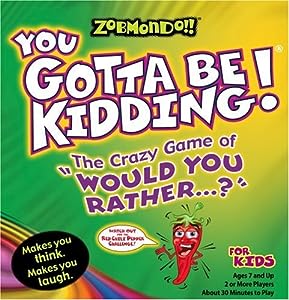 ZOBMONDO!!®
YOU
GOTTA BE
KIDDING!®
The Crazy Game of
"WOULD YOU
RATHER...?"
WATCH OUT
FOR THE
RED CHILE PEPPER
CHALLENGE!
Makes you
think.
Makes you
laugh.
FOR
KIDS
Ages 7 and Up
2 or More Players
About 30 Minutes to Play